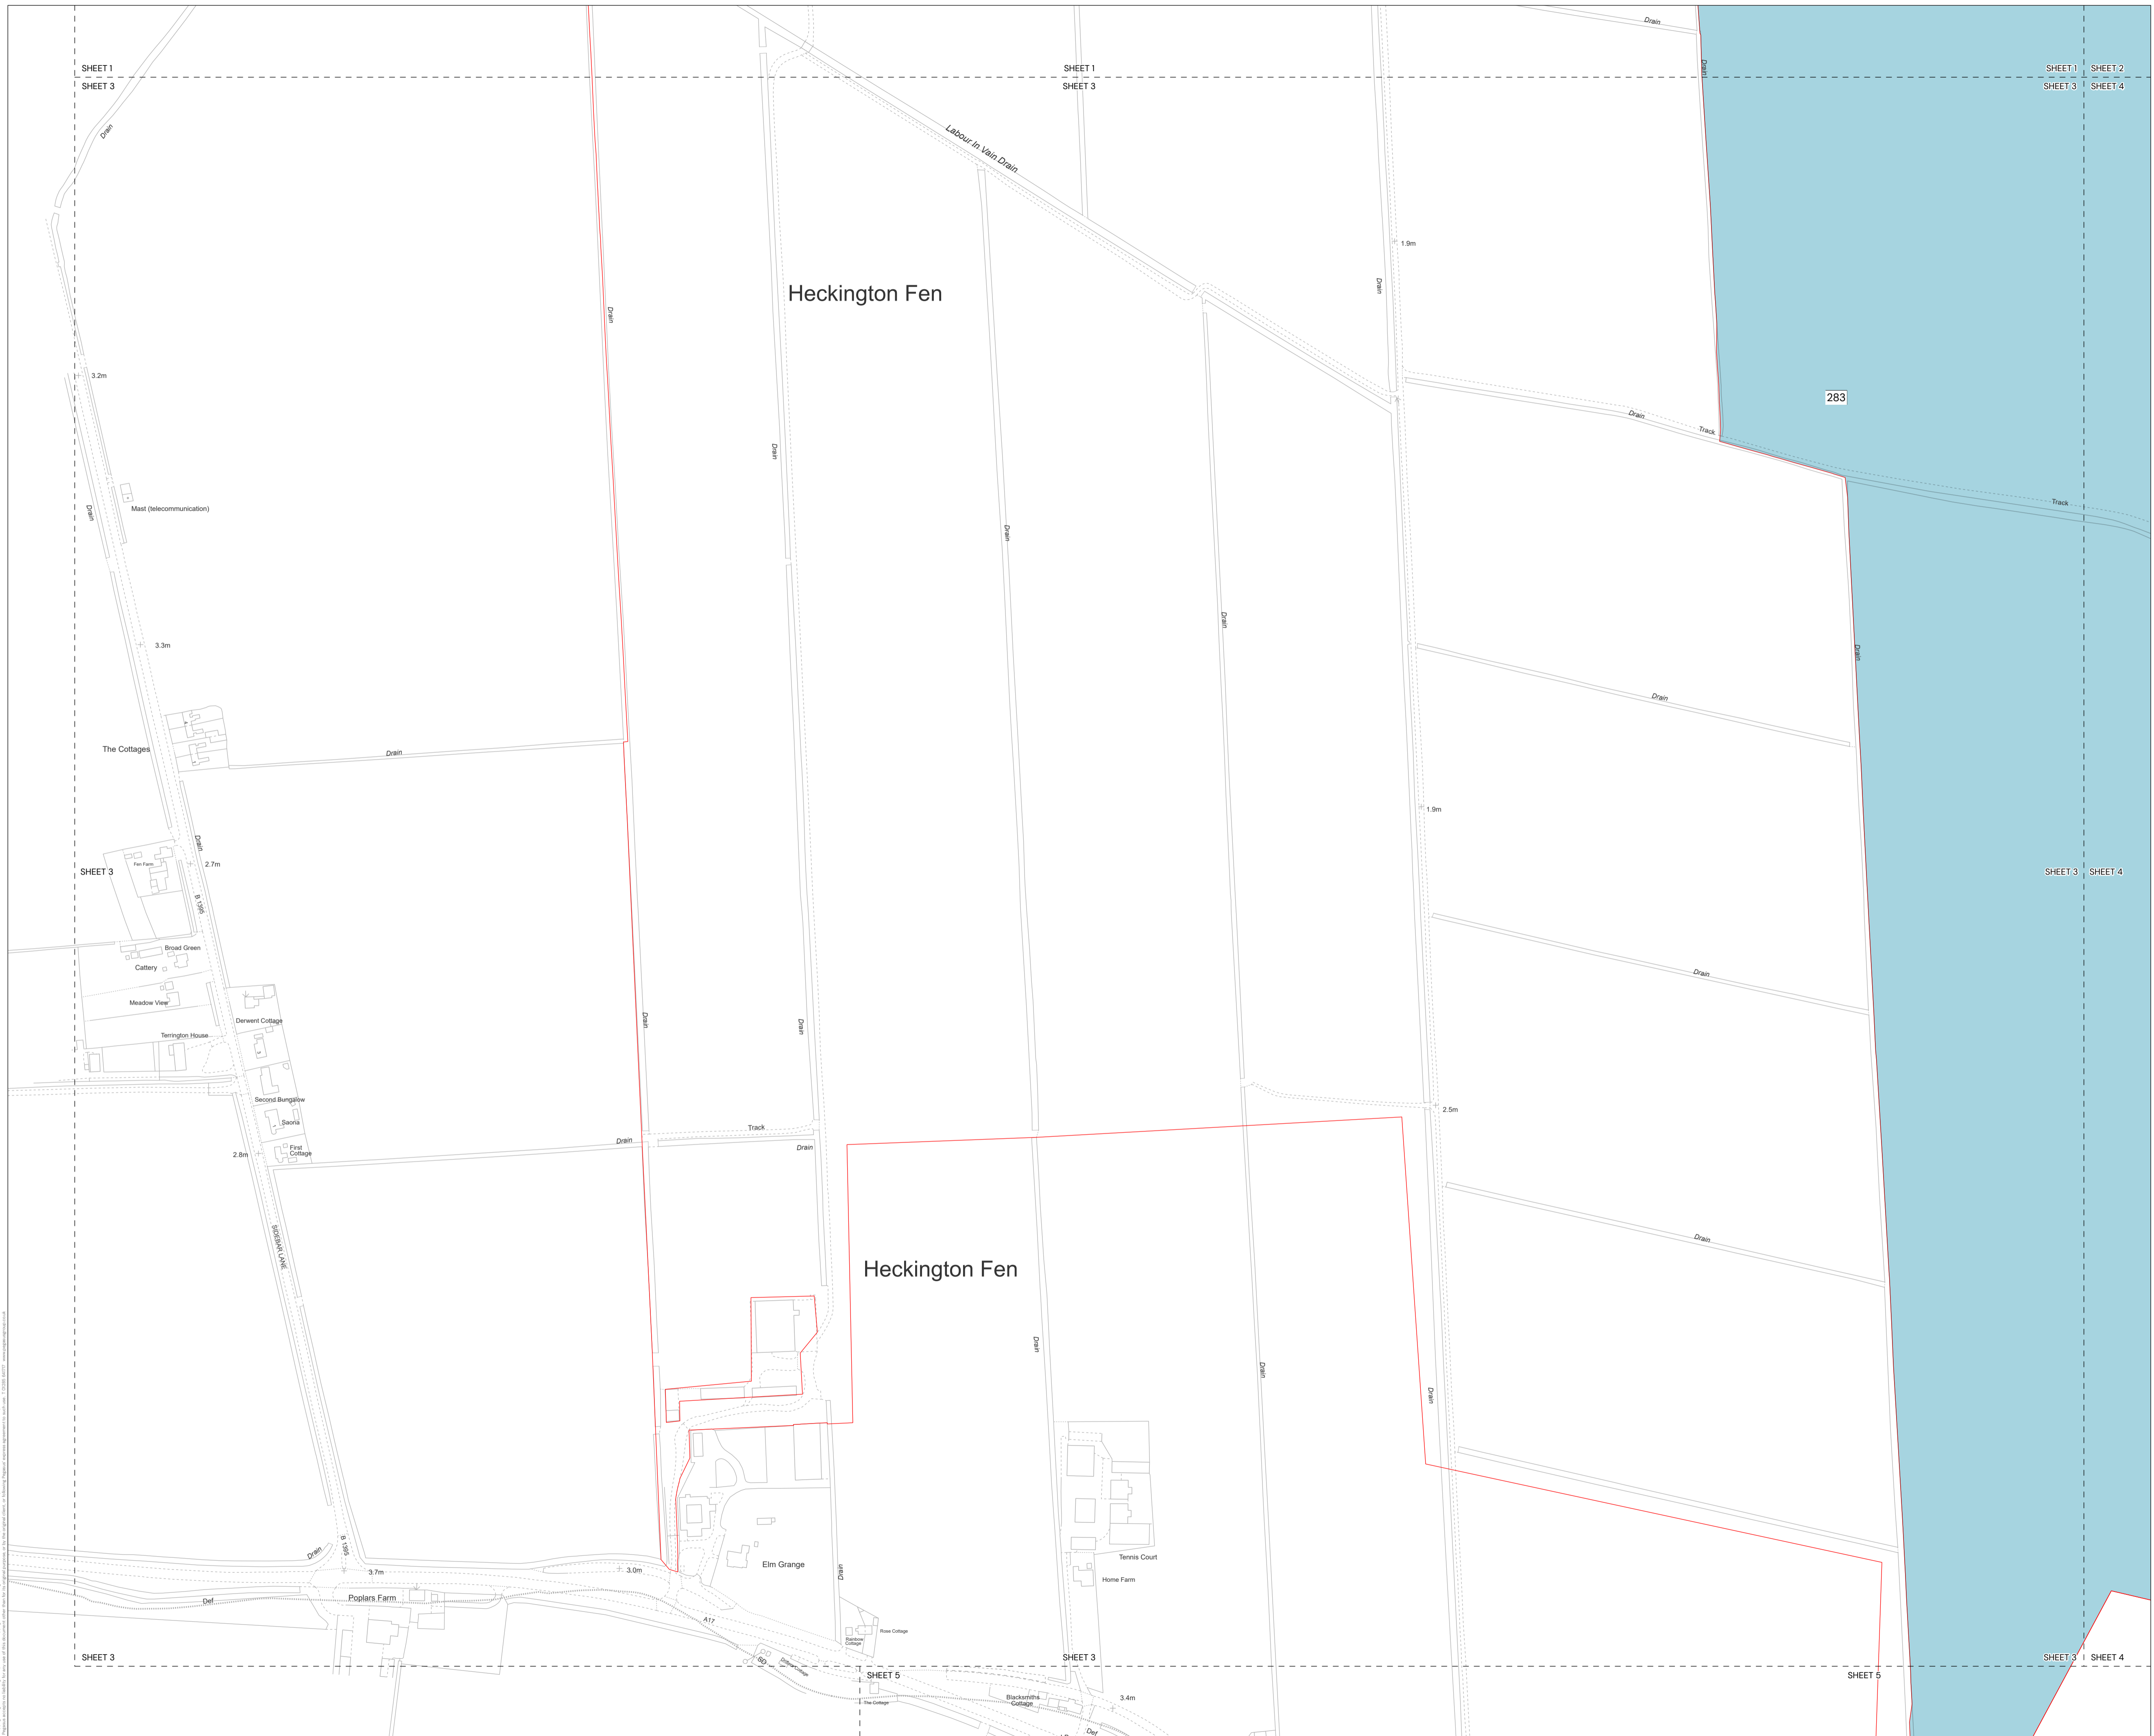 Drain
SHEET 1
SHEET 1
SHEET 1
SHEET 2
SHEET 3
SHEET 3
SHEET 3
SHEET 4
Drain
Drain
Labour In Vain Drain
1.9m
Drain
Heckington Fen
Drain
3.2m
283
Drain
Track
Drain
Track
Drain
Mast (telecommunication)
Drain
Drain
3.3m
Drain
Drain
The Cottages
Drain
1.9m
Drain
Fen Farm
2.7m
SHEET 3
SHEET 3
SHEET 4
B 1395
Broad Green
Cattery
Drain
Meadow View
Derwent Cottage
Drain
Drain
Terrington House
Second Bungalow
2.5m
Saona
Track
Drain
First
Cottage
Drain
2.8m
SIDEBAR LANE
Drain
Heckington Fen
Drain
Drain
Drain
B 1395
Drain
3.7m
3.0m
Elm Grange
Drain
Tennis Court
Home Farm
Def
Poplars Farm
A17
Rose Cottage
Rainbow
Cottage
SHEET 3
SHEET 3
SHEET 3
SHEET 4
SD
SHEET 5
SHEET 5
The Cottage
Blacksmiths
Cottage
3.4m
Def